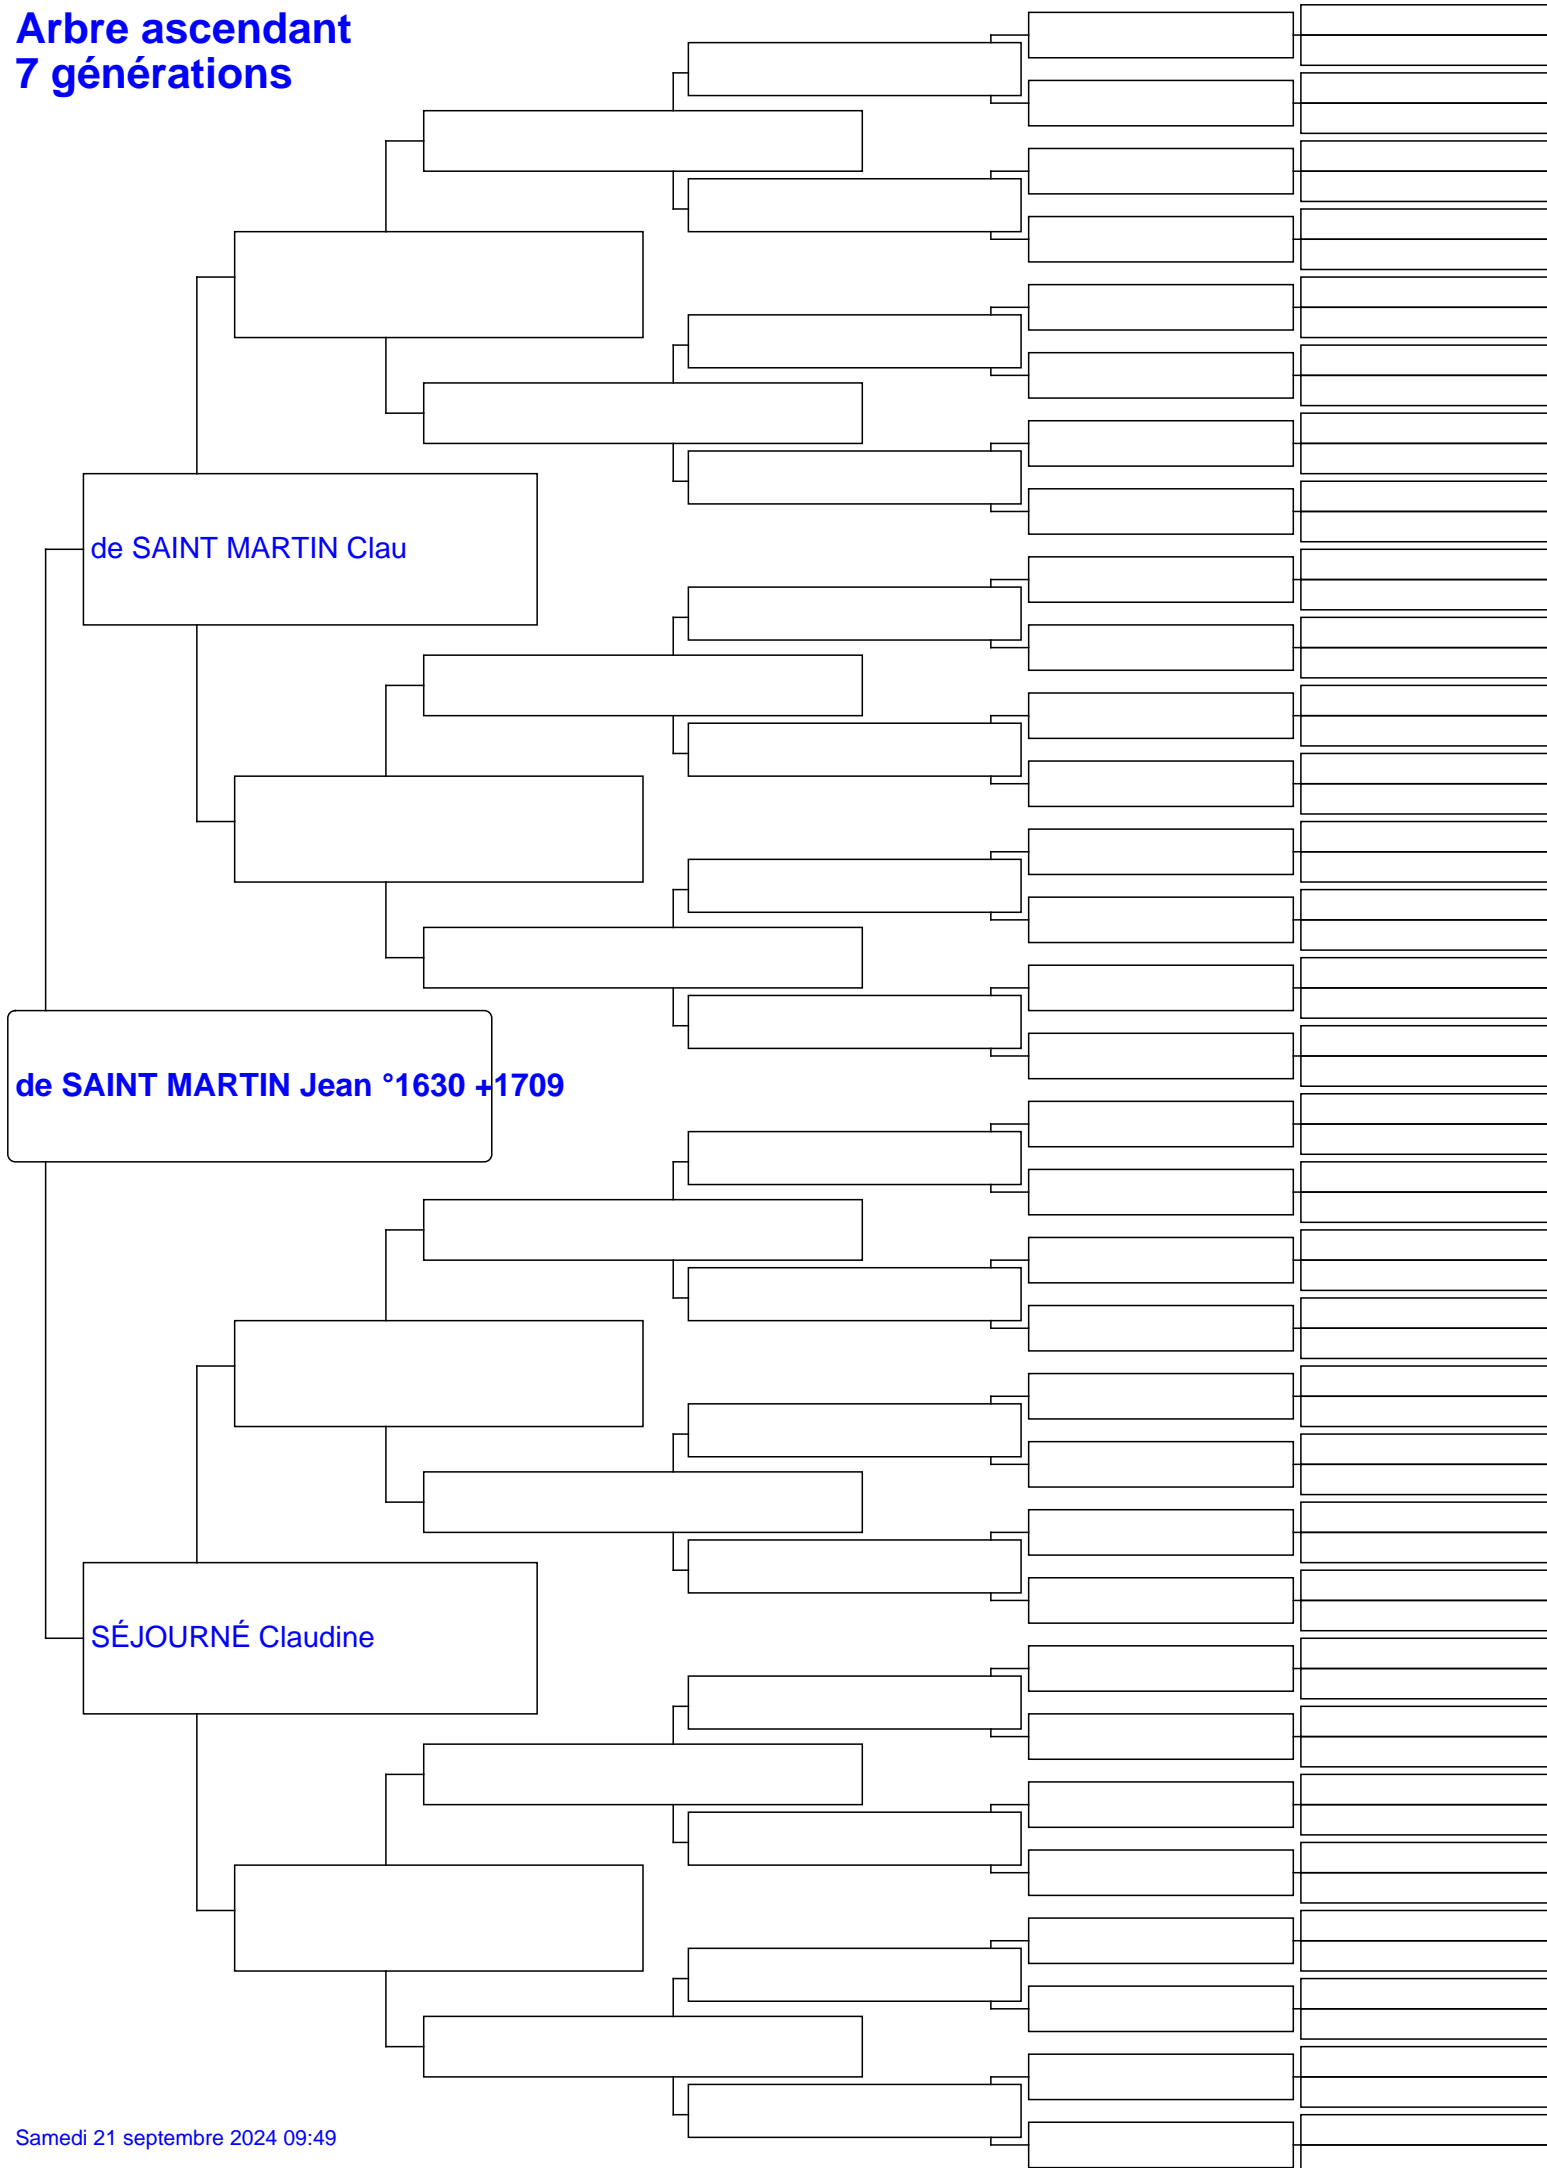 Arbre ascendant
7 générations
de SAINT MARTIN Clau
de SAINT MARTIN Jean °1630 +1709
SÉJOURNÉ Claudine
Samedi 21 septembre 2024 09:49